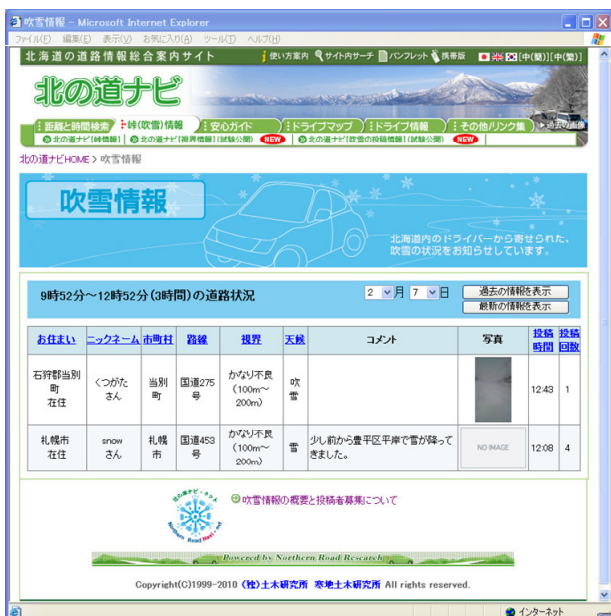 吹雪情報 - Microsoft Internet Explorer
ファイル(F) 編集(E) 表示(V) お気に入り(A) ツール(T) ヘルプ(H)
北海道の道路情報総合案内サイト
使い方案内 サイト内サーチ パンフレット 携帯版 [中(簡)][中(繁)]
北の道ナビ
距離と時間検索 峠(吹雪)情報 安心ガイド ドライブマップ ドライブ情報 その他/リンク集 過去の画像
北の道ナビ[峠情報] 北の道ナビ[視界情報](試験公開) NEW 北の道ナビ[吹雪の投稿情報](試験公開) NEW
北の道ナビHOME > 吹雪情報
吹雪情報
北海道内のドライバーから寄せられた、
吹雪の状況をお知らせしています。
9時52分～12時52分(3時間)の道路状況
2 月 7 日
過去の情報を表示
最新の情報を表示
お住まい ニックネーム 市町村 路線 視界 天候 コメント 写真 投稿時間 投稿回数
石狩郡当別町 在住 くつがた さん 当別町 国道275号 かなり不良 (100m～200m) 吹雪 12:43 1
札幌市 在住 snow さん 札幌市 国道453号 かなり不良 (100m～200m) 雪 少し前から豊平区平岸で雪が降ってきました。 NO IMAGE 12:08 4
北の道ナビ・ネット
Northern Road Navi - net
吹雪情報の概要と投稿者募集について
Powered by Northern Road Research
Copyright(C)1999-2010 (独)土木研究所 寒地土木研究所 All rights reserved.
インターネット